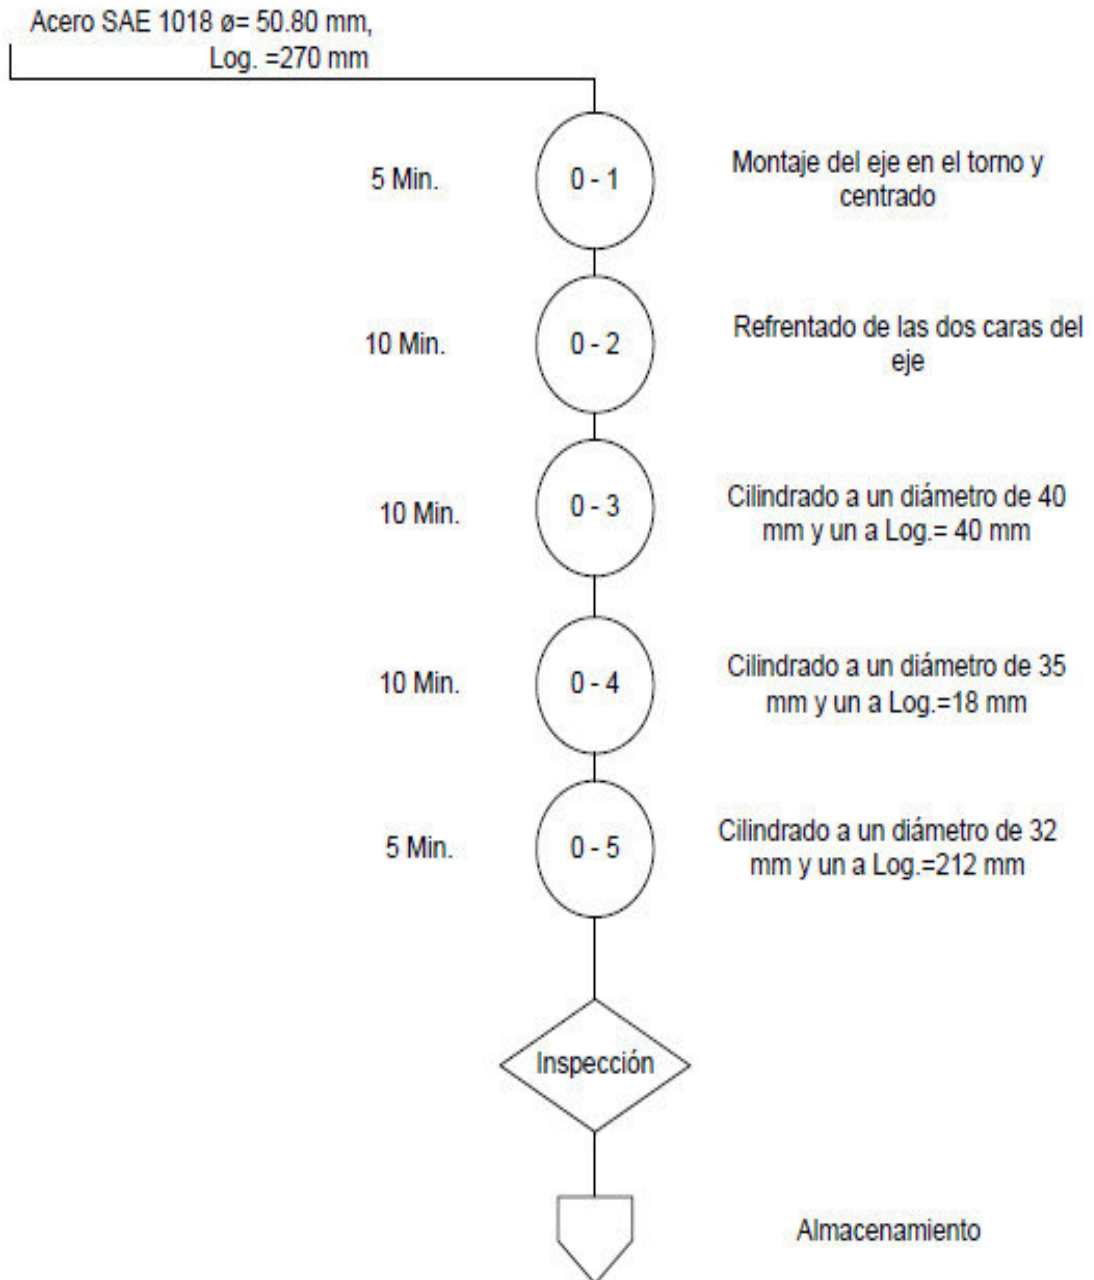 Acero SAE 1018 ø= 50.80 mm,
Log. =270 mm
5 Min.
0 - 1
Montaje del eje en el torno y
centrado
10 Min.
0 - 2
Refrentado de las dos caras del
eje
10 Min.
0 - 3
Cilindrado a un diámetro de 40
mm y un a Log.= 40 mm
10 Min.
0 - 4
Cilindrado a un diámetro de 35
mm y un a Log.=18 mm
5 Min.
0 - 5
Cilindrado a un diámetro de 32
mm y un a Log.=212 mm
Inspección
Almacenamiento